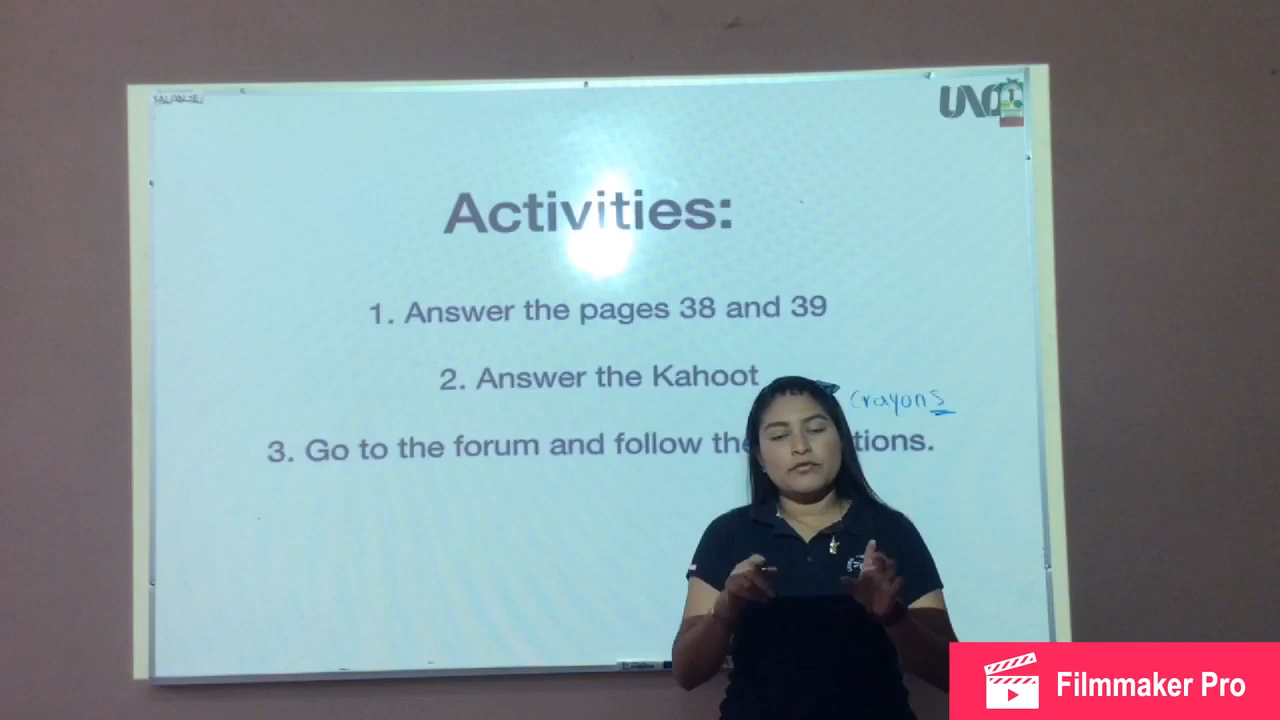 UNO
Activities:
1. Answer the pages 38 and 39
2. Answer the Kahoot
crayons
3. Go to the forum and follow the tions.
Filmmaker Pro